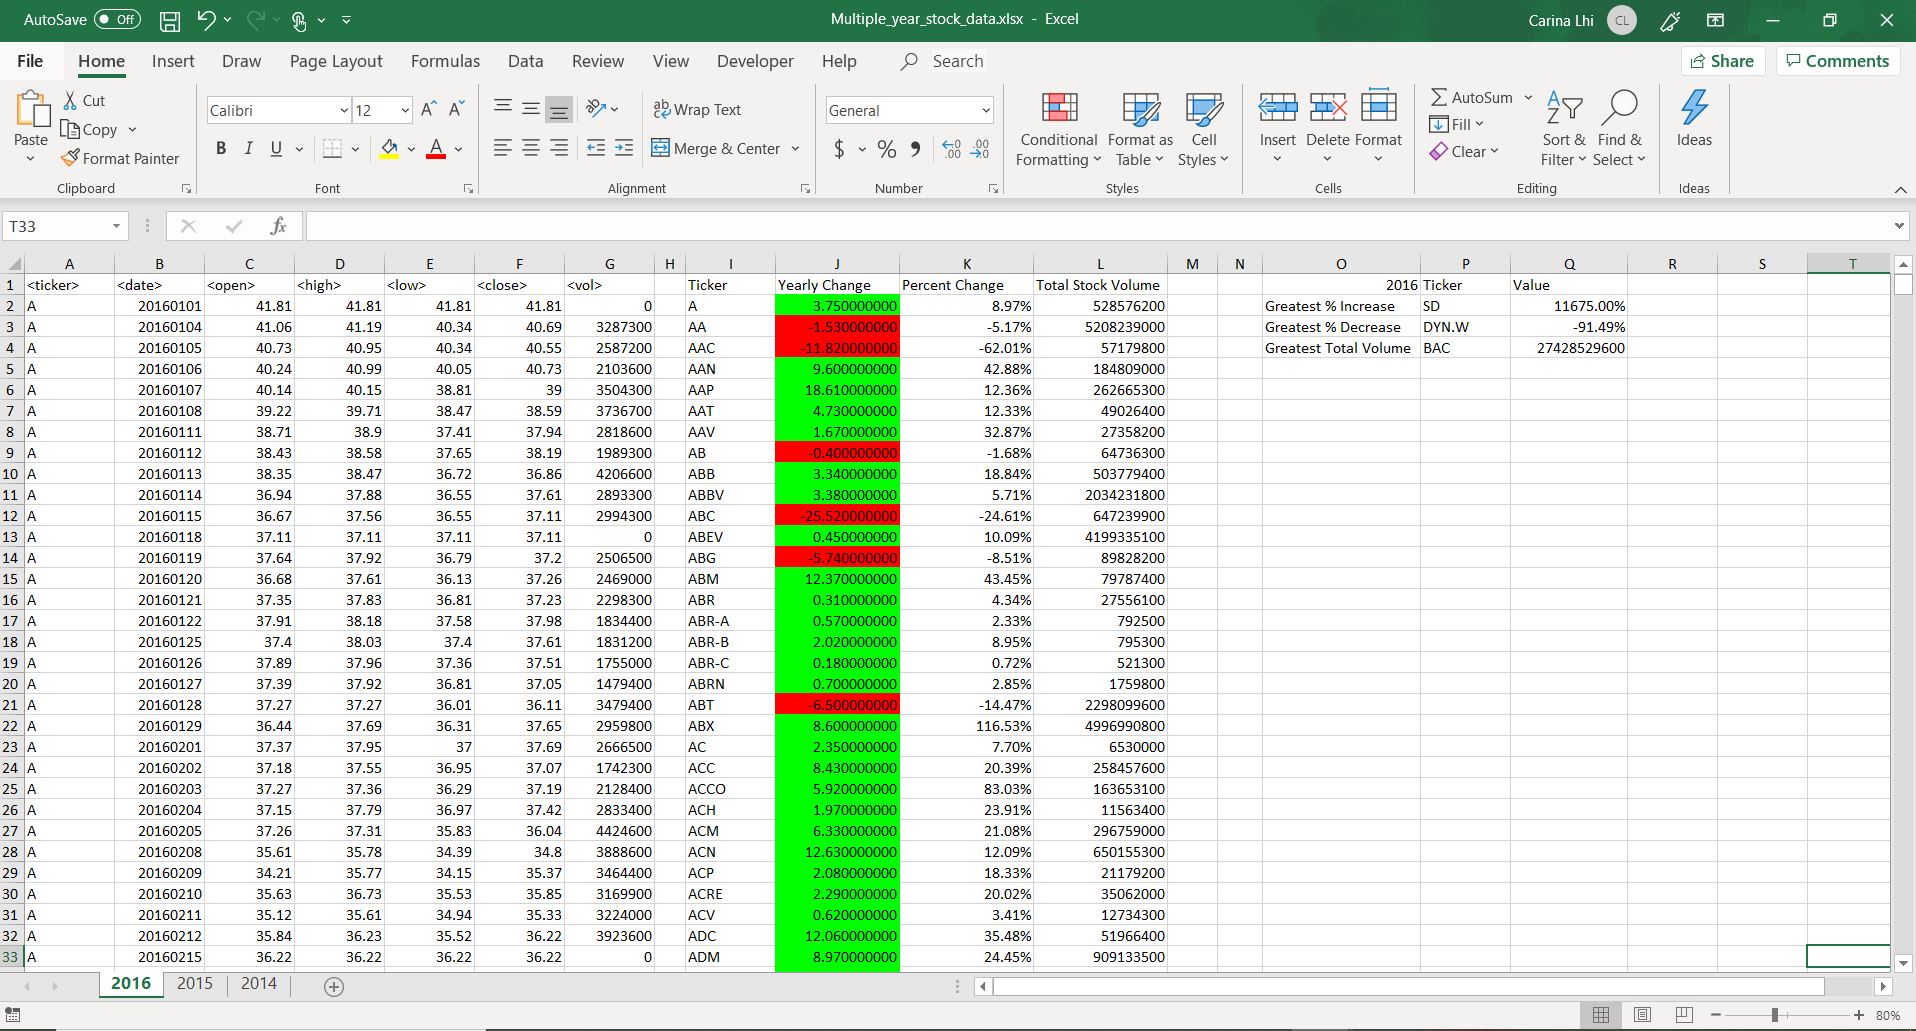 AutoSave Off Multiple_year_stock_data.xlsx - Excel Carina Lhi CL
File Home Insert Draw Page Layout Formulas Data Review View Developer Help Search Share Comments
Paste Cut Copy Format Painter Clipboard
Calibri 12 B I U A Font
Wrap Text Merge & Center Alignment
General $ % Number
Conditional Formatting Format as Table Cell Styles Styles
Insert Delete Format Cells
AutoSum Fill Clear Sort & Filter Find & Select Editing
Ideas Ideas
T33 fx
A B C D E F G H I J K L M N O P Q R S T
1 <ticker> <date> <open> <high> <low> <close> <vol> Ticker Yearly Change Percent Change Total Stock Volume 2016 Ticker Value
2 A 20160101 41.81 41.81 41.81 41.81 0 A 3.750000000 8.97% 528576200 Greatest % Increase SD 11675.00%
3 A 20160104 41.06 41.19 40.34 40.69 3287300 AA -1.530000000 -5.17% 5208239000 Greatest % Decrease DYN.W -91.49%
4 A 20160105 40.73 40.95 40.34 40.55 2587200 AAC -11.820000000 -62.01% 57179800 Greatest Total Volume BAC 27428529600
5 A 20160106 40.24 40.99 40.05 40.73 2103600 AAN 9.600000000 42.88% 184809000
6 A 20160107 40.14 40.15 38.81 39 3504300 AAP 18.610000000 12.36% 262665300
7 A 20160108 39.22 39.71 38.47 38.59 3736700 AAT 4.730000000 12.33% 49026400
8 A 20160111 38.71 38.9 37.41 37.94 2818600 AAV 1.670000000 32.87% 27358200
9 A 20160112 38.43 38.58 37.65 38.19 1989300 AB -0.400000000 -1.68% 64736300
10 A 20160113 38.35 38.47 36.72 36.86 4206600 ABB 3.340000000 18.84% 503779400
11 A 20160114 36.94 37.88 36.55 37.61 2893300 ABBV 3.380000000 5.71% 2034231800
12 A 20160115 36.67 37.56 36.55 37.11 2994300 ABC -25.520000000 -24.61% 647239900
13 A 20160118 37.11 37.11 37.11 37.11 0 ABEV 0.450000000 10.09% 4199335100
14 A 20160119 37.64 37.92 36.79 37.2 2506500 ABG -5.740000000 -8.51% 89828200
15 A 20160120 36.68 37.61 36.13 37.26 2469000 ABM 12.370000000 43.45% 79787400
16 A 20160121 37.35 37.83 36.81 37.23 2298300 ABR 0.310000000 4.34% 27556100
17 A 20160122 37.91 38.18 37.58 37.98 1834400 ABR-A 0.570000000 2.33% 792500
18 A 20160125 37.4 38.03 37.4 37.61 1831200 ABR-B 2.020000000 8.95% 795300
19 A 20160126 37.89 37.96 37.36 37.51 1755000 ABR-C 0.180000000 0.72% 521300
20 A 20160127 37.39 37.92 36.81 37.05 1479400 ABRN 0.700000000 2.85% 1759800
21 A 20160128 37.27 37.27 36.01 36.11 3479400 ABT -6.500000000 -14.47% 2298099600
22 A 20160129 36.44 37.69 36.31 37.65 2959800 ABX 8.600000000 116.53% 4996990800
23 A 20160201 37.37 37.95 37 37.69 2666500 AC 2.350000000 7.70% 6530000
24 A 20160202 37.18 37.55 36.95 37.07 1742300 ACC 8.430000000 20.39% 258457600
25 A 20160203 37.27 37.36 36.29 37.19 2128400 ACCO 5.920000000 83.03% 163653100
26 A 20160204 37.15 37.79 36.97 37.42 2833400 ACH 1.970000000 23.91% 11563400
27 A 20160205 37.26 37.31 35.83 36.04 4424600 ACM 6.330000000 21.08% 296759000
28 A 20160208 35.61 35.78 34.39 34.8 3888600 ACN 12.630000000 12.09% 650155300
29 A 20160209 34.21 35.77 34.15 35.37 3464400 ACP 2.080000000 18.33% 21179200
30 A 20160210 35.63 36.73 35.53 35.85 3169900 ACRE 2.290000000 20.02% 35062000
31 A 20160211 35.12 35.61 34.94 35.33 3224000 ACV 0.620000000 3.41% 12734300
32 A 20160212 35.84 36.23 35.52 36.22 3923600 ADC 12.060000000 35.48% 51966400
33 A 20160215 36.22 36.22 36.22 36.22 0 ADM 8.970000000 24.45% 909133500
2016 2015 2014
80%